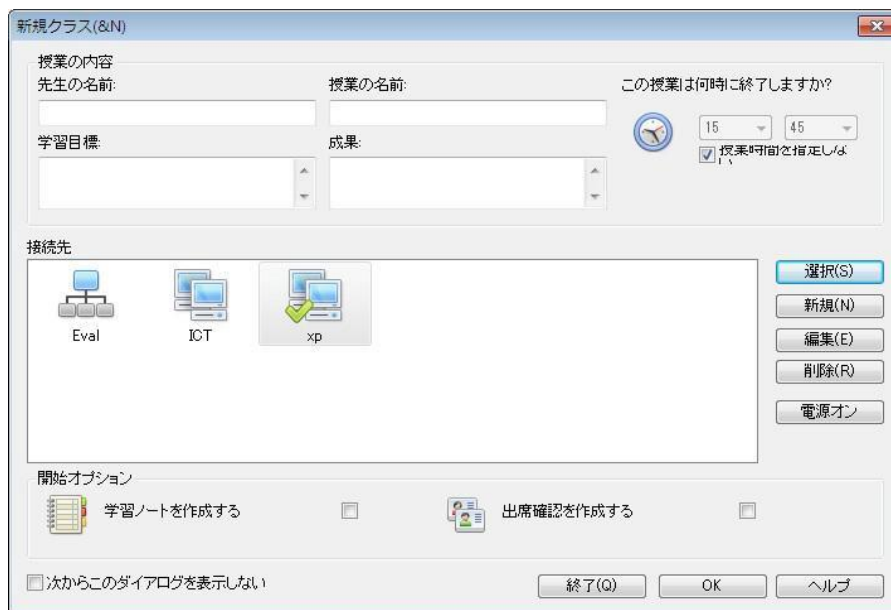 新規クラス(&N)
授業の内容
先生の名前:
授業の名前:
この授業は何時に終了しますか?
15
45
授業時間を指定しな
い
学習目標:
成果:
接続先
Eval
ICT
xp
選択(S)
新規(N)
編集(E)
削除(R)
電源オン
開始オプション
学習ノートを作成する
出席確認を作成する
次からこのダイアログを表示しない
終了(Q)
OK
ヘルプ